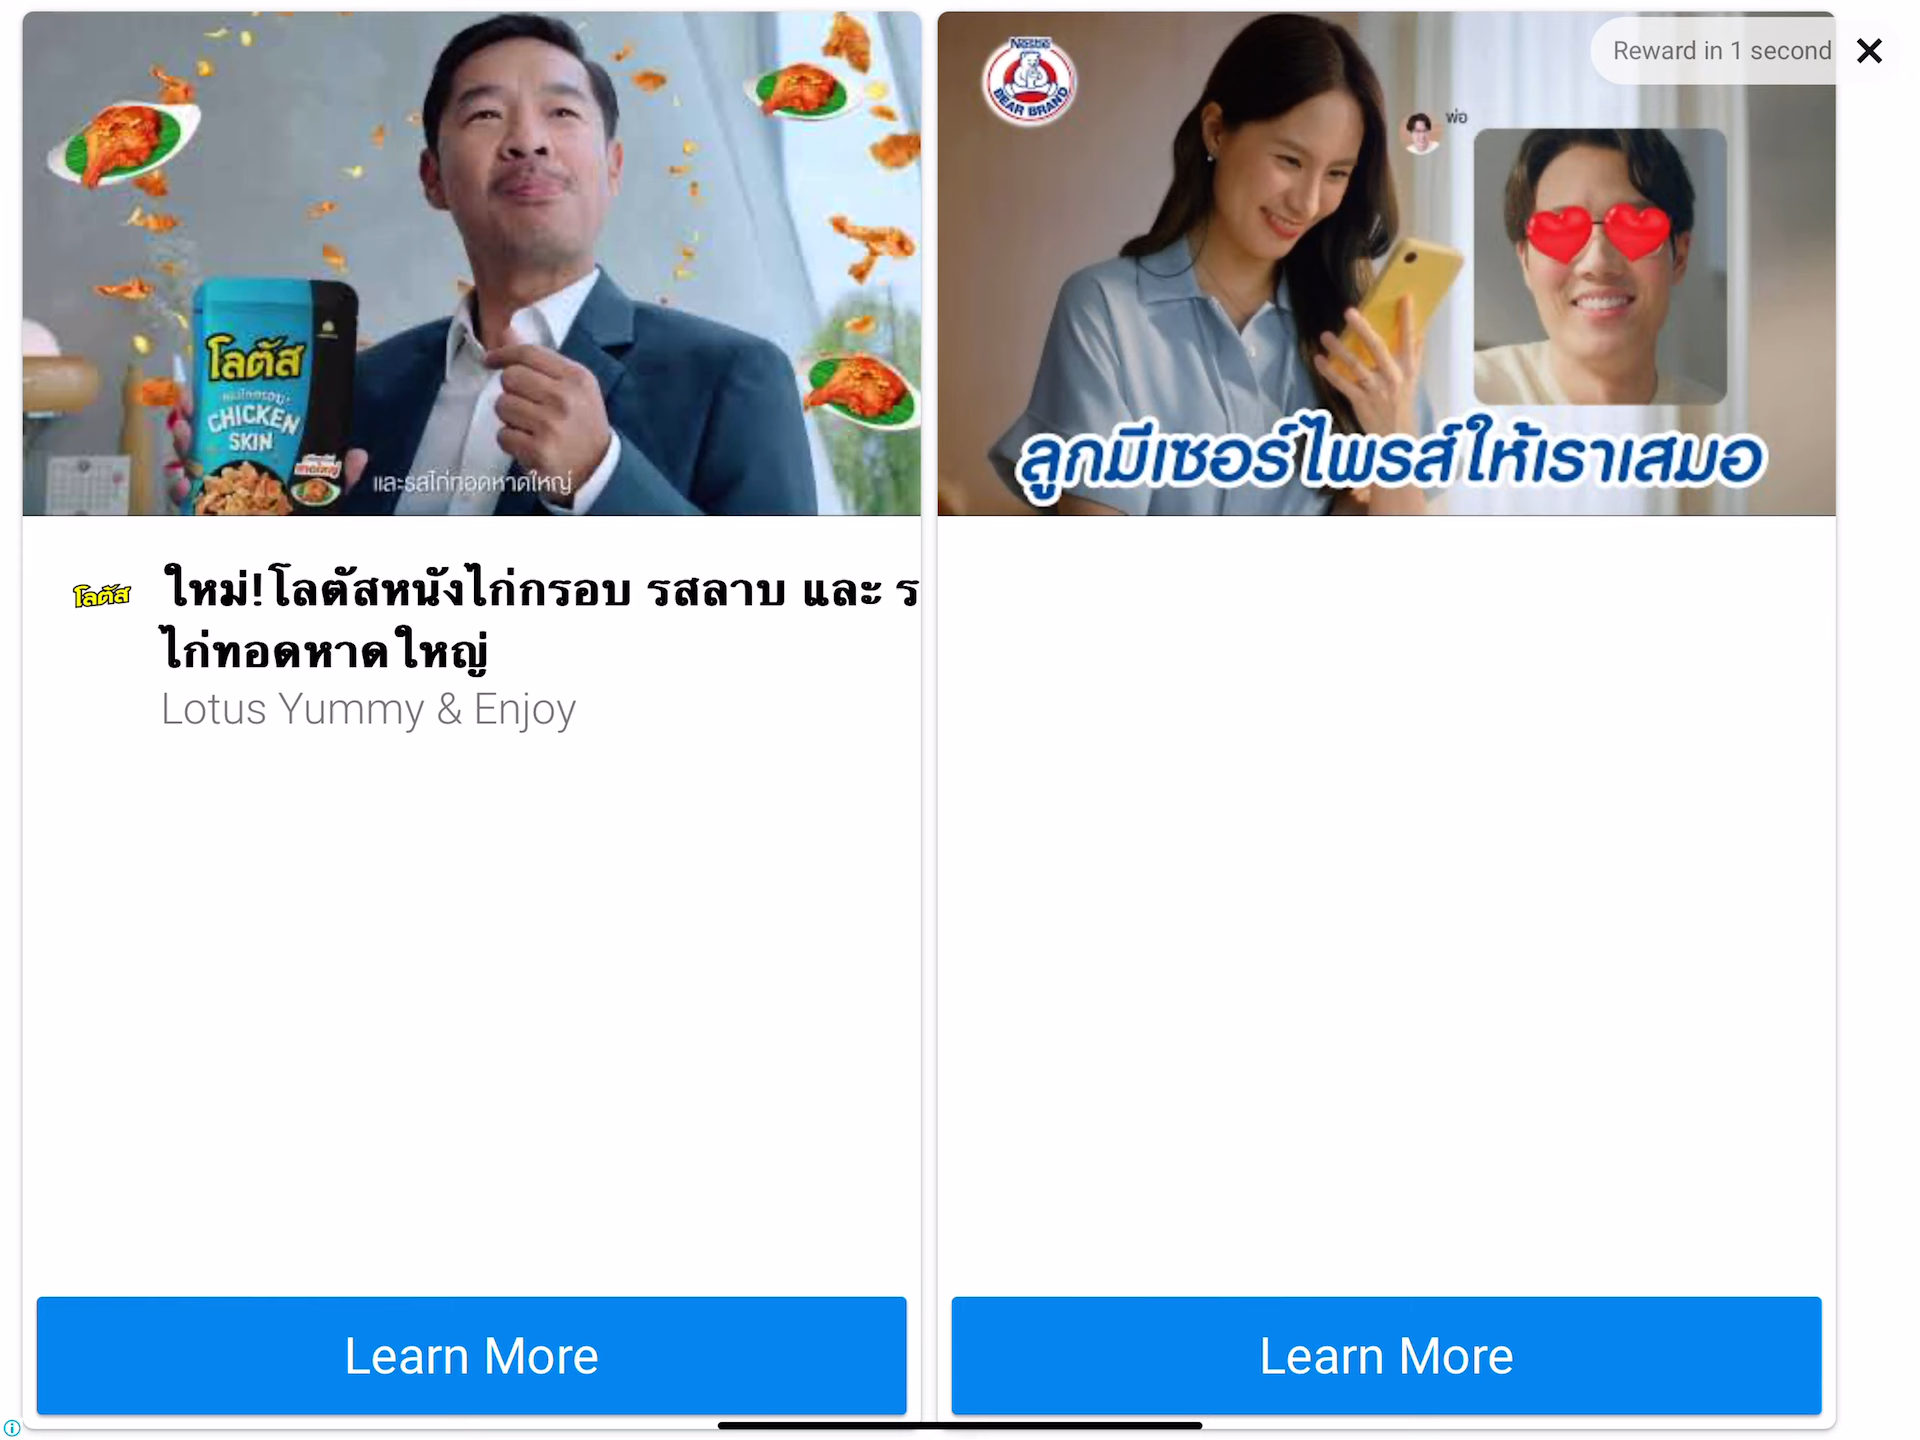 โลตัส
CHICKEN
SKIN
และรสไก่ทอดหาดใหญ่
โลตัส
ใหม่!โลตัสหนังไก่กรอบ รสลาบ และ ร
ไก่ทอดหาดใหญ่
Lotus Yummy & Enjoy
Learn More
Nestlé
BEAR BRAND
พ่อ
Reward in 1 second
ลูกมีเซอร์ไพรส์ให้เราเสมอ
Learn More